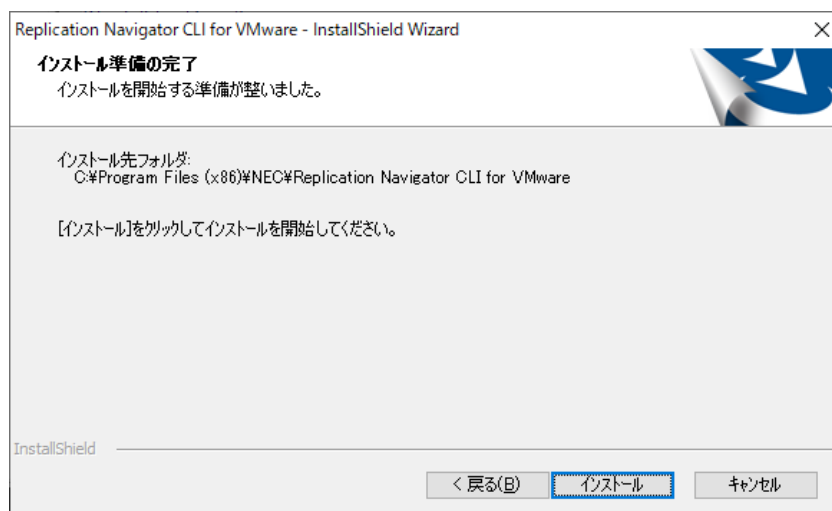 Replication Navigator CLI for VMware - InstallShield Wizard
インストール準備の完了
インストールを開始する準備が整いました。
インストール先フォルダ:
C:¥Program Files (x86)¥NEC¥Replication Navigator CLI for VMware
[インストール]をクリックしてインストールを開始してください。
InstallShield
< 戻る(B)
インストール
キャンセル